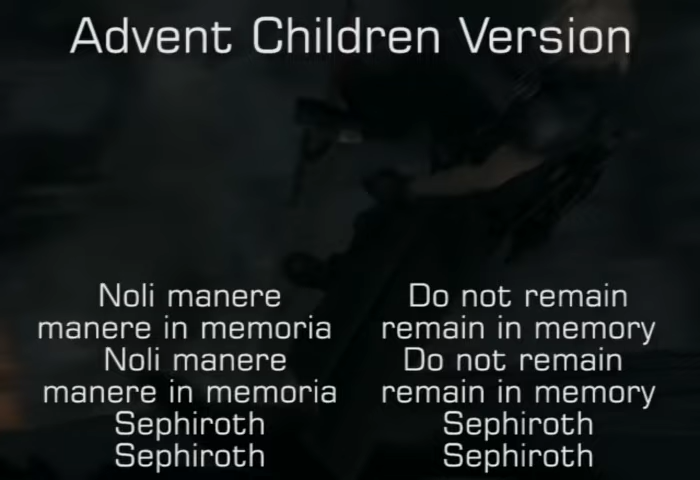 Advent Children Version
Noli manere
manere in memoria
Noli manere
manere in memoria
Sephiroth
Sephiroth
Do not remain
remain in memory
Do not remain
remain in memory
Sephiroth
Sephiroth